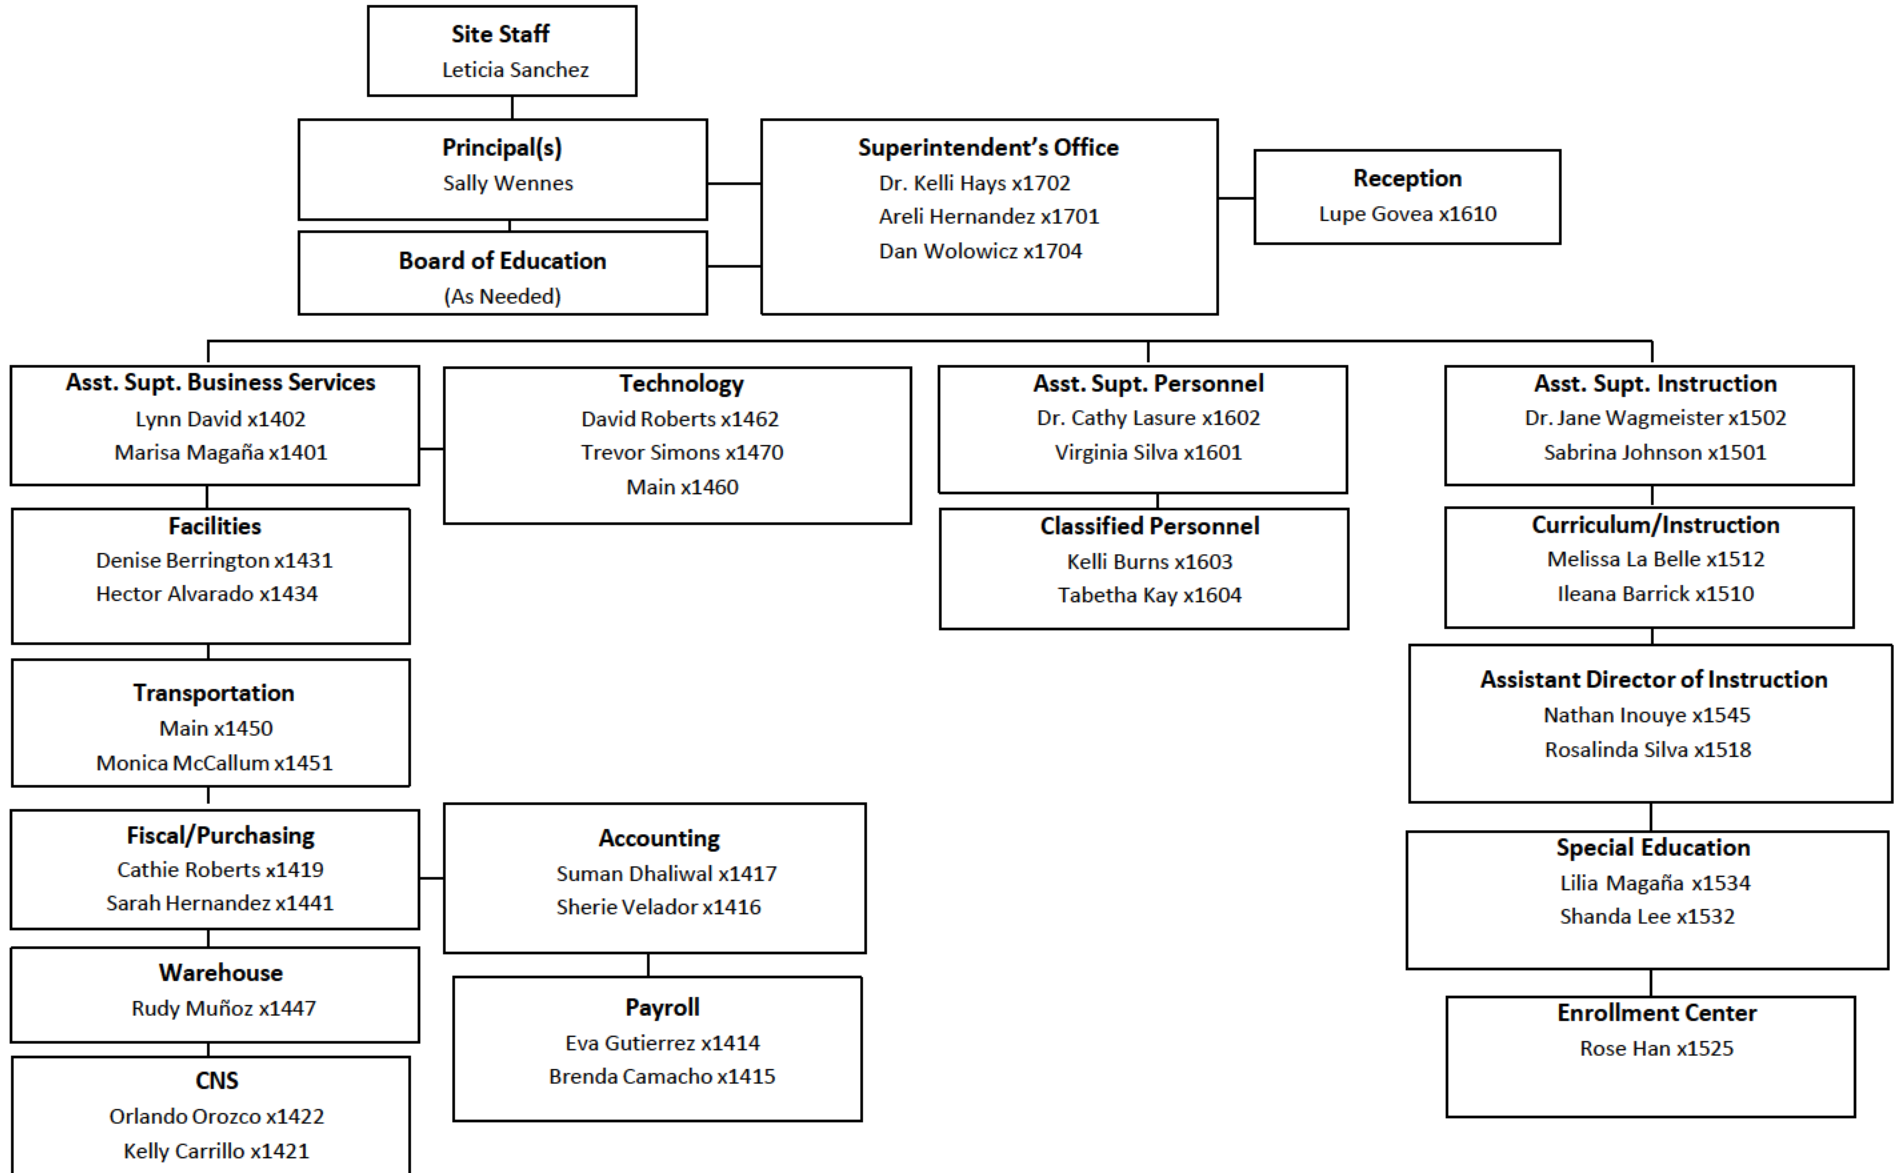 Site Staff
Leticia Sanchez
Principal(s)
Sally Wennes
Board of Education
(As Needed)
Superintendent’s Office
Dr. Kelli Hays x1702
Areli Hernandez x1701
Dan Wolowicz x1704
Reception
Lupe Govea x1610
Asst. Supt. Business Services
Lynn David x1402
Marisa Magaña x1401
Technology
David Roberts x1462
Trevor Simons x1470
Main x1460
Facilities
Denise Berrington x1431
Hector Alvarado x1434
Transportation
Main x1450
Monica McCallum x1451
Fiscal/Purchasing
Cathie Roberts x1419
Sarah Hernandez x1441
Accounting
Suman Dhaliwal x1417
Sherie Velador x1416
Payroll
Eva Gutierrez x1414
Brenda Camacho x1415
Warehouse
Rudy Muñoz x1447
CNS
Orlando Orozco x1422
Kelly Carrillo x1421
Asst. Supt. Personnel
Dr. Cathy Lasure x1602
Virginia Silva x1601
Classified Personnel
Kelli Burns x1603
Tabetha Kay x1604
Asst. Supt. Instruction
Dr. Jane Wagmeister x1502
Sabrina Johnson x1501
Curriculum/Instruction
Melissa La Belle x1512
Ileana Barrick x1510
Assistant Director of Instruction
Nathan Inouye x1545
Rosalinda Silva x1518
Special Education
Lilia Magaña x1534
Shanda Lee x1532
Enrollment Center
Rose Han x1525